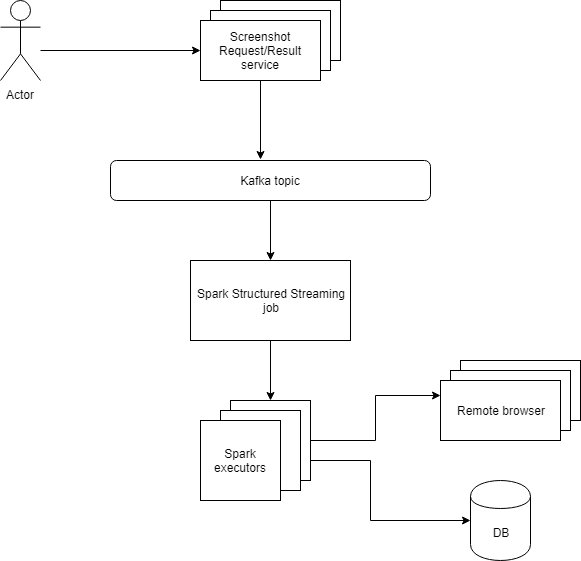 Screenshot
Request/Result
service
Actor
Kafka topic
Spark Structured Streaming
job
Remote browser
Spark
executors
DB